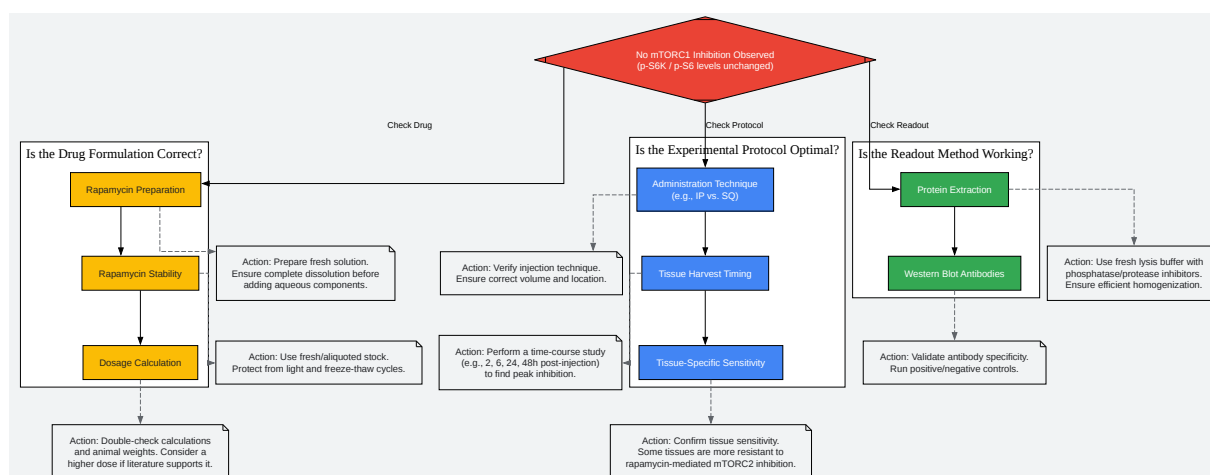 No mTORC1 Inhibition Observed
(p-S6K / p-S6 levels unchanged)
Check Drug
Check Protocol
Check Readout
Is the Drug Formulation Correct?
Rapamycin Preparation
Action: Prepare fresh solution.
Ensure complete dissolution before
adding aqueous components.
Rapamycin Stability
Action: Use fresh/aliquoted stock.
Protect from light and freeze-thaw cycles.
Dosage Calculation
Action: Double-check calculations
and animal weights. Consider a
higher dose if literature supports it.
Is the Experimental Protocol Optimal?
Administration Technique
(e.g., IP vs. SQ)
Action: Verify injection technique.
Ensure correct volume and location.
Tissue Harvest Timing
Action: Perform a time-course study
(e.g., 2, 6, 24, 48h post-injection)
to find peak inhibition.
Tissue-Specific Sensitivity
Action: Confirm tissue sensitivity.
Some tissues are more resistant to
rapamycin-mediated mTORC2 inhibition.
Is the Readout Method Working?
Protein Extraction
Action: Use fresh lysis buffer with
phosphatase/protease inhibitors.
Ensure efficient homogenization.
Western Blot Antibodies
Action: Validate antibody specificity.
Run positive/negative controls.